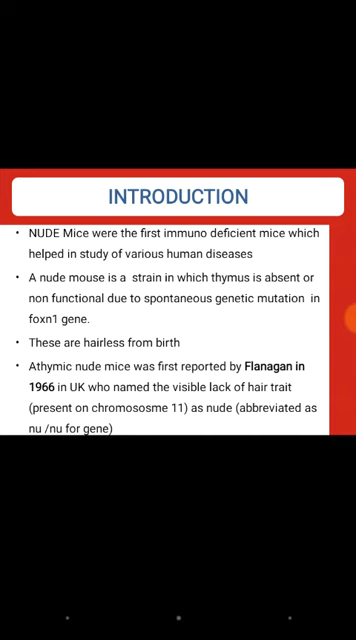 INTRODUCTION
• NUDE Mice were the first immuno deficient mice which
helped in study of various human diseases
• A nude mouse is a  strain in which thymus is absent or
non functional due to spontaneous genetic mutation  in
foxn1 gene.
• These are hairless from birth
• Athymic nude mice was first reported by Flanagan in
1966 in UK who named the visible lack of hair trait
(present on chromososme 11) as nude (abbreviated as
nu /nu for gene)